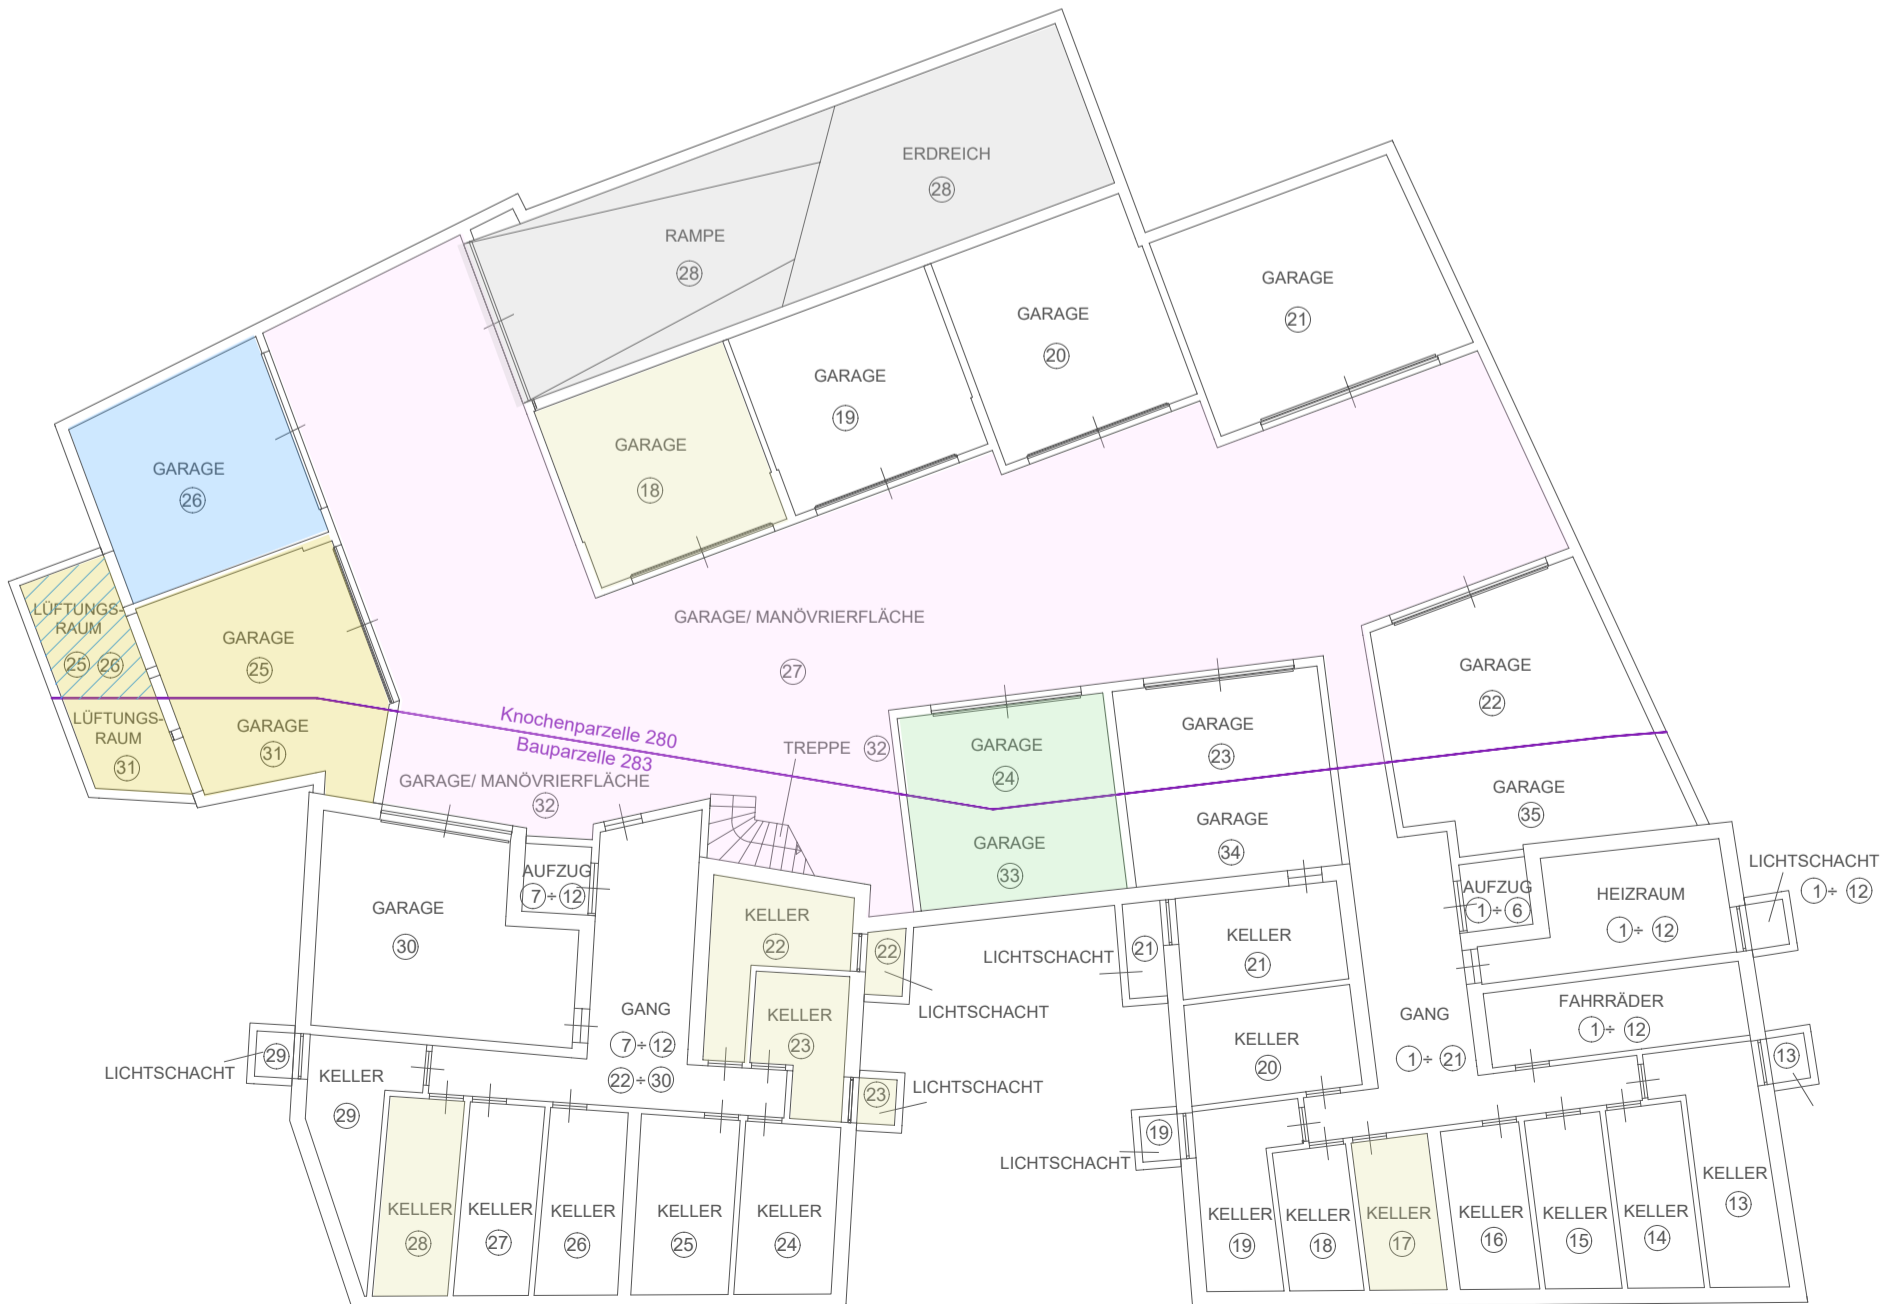 ERDREICH
28
RAMPE
28
GARAGE
21
GARAGE
20
GARAGE
19
GARAGE
18
GARAGE
26
LÜFTUNGS-
RAUM
25 26
GARAGE
25
GARAGE/ MANÖVRIERFLÄCHE
27
GARAGE
22
LÜFTUNGS-
RAUM
31
GARAGE
31
Knochenparzelle 280
Bauparzelle 283
TREPPE 32
GARAGE/ MANÖVRIERFLÄCHE
32
GARAGE
24
GARAGE
23
GARAGE
33
GARAGE
34
GARAGE
35
AUFZUG
7÷12
GARAGE
30
KELLER
22
22
LICHTSCHACHT
KELLER
23
23
LICHTSCHACHT
GANG
7÷12
22÷30
29
LICHTSCHACHT
KELLER
29
KELLER
28
KELLER
27
KELLER
26
KELLER
25
KELLER
24
LICHTSCHACHT
21
KELLER
21
KELLER
20
AUFZUG
1÷6
HEIZRAUM
1÷ 12
LICHTSCHACHT
1÷ 12
FAHRRÄDER
1÷ 12
GANG
1÷ 21
13
19
LICHTSCHACHT
KELLER
19
KELLER
18
KELLER
17
KELLER
16
KELLER
15
KELLER
14
KELLER
13